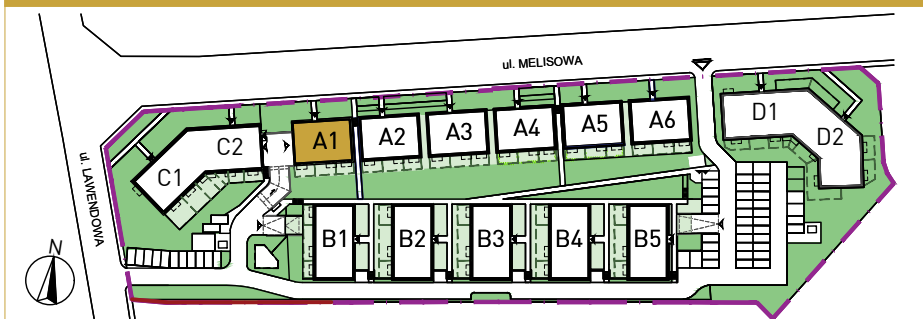 ul. MELISOWA
D1
D2
A1
A2
A3
A4
A5
A6
C2
C1
ul. LAWENDOWA
B1
B2
B3
B4
B5
N